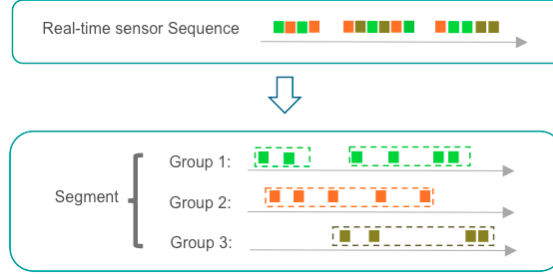 Real-time sensor Sequence
Group 1:
Segment
Group 2:
Group 3: